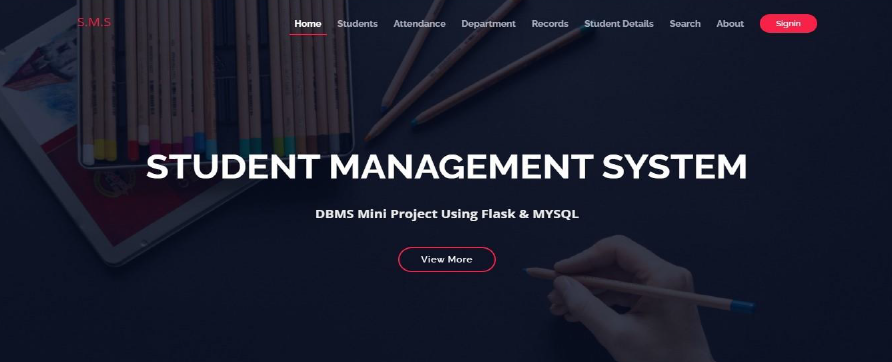 S.M.S
Home Students Attendance Department Records Student Details Search About Signin
STUDENT MANAGEMENT SYSTEM
DBMS Mini Project Using Flask & MYSQL
View More